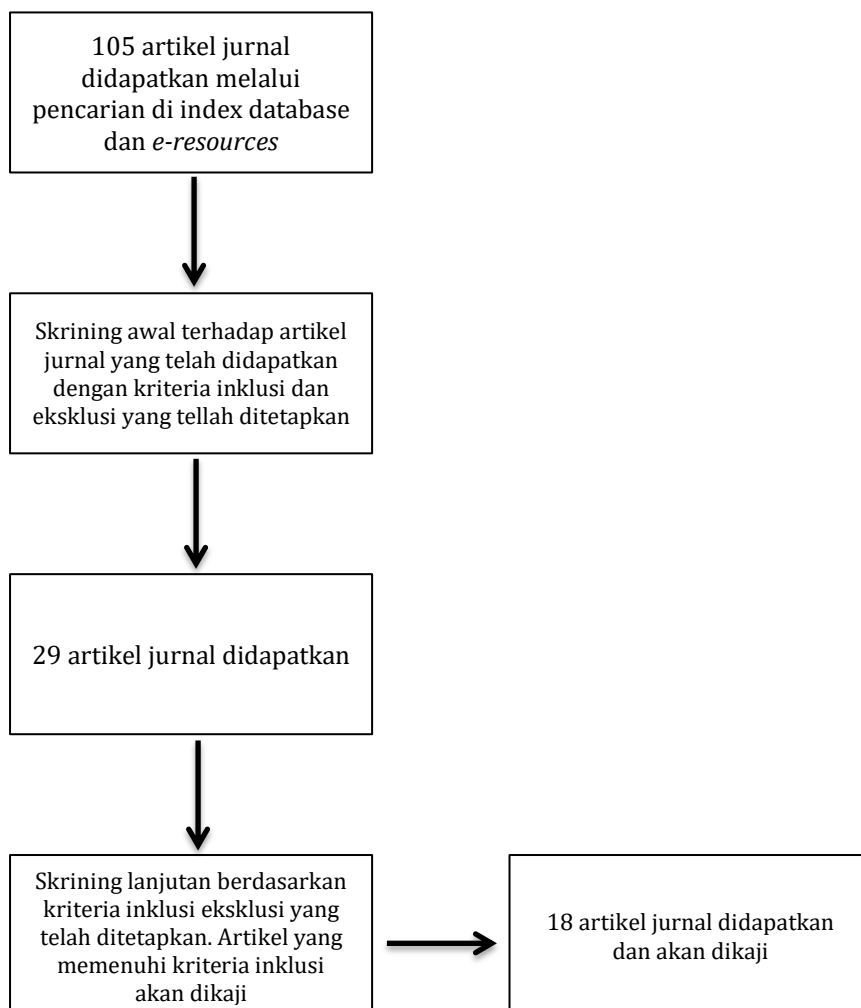 105 artikel jurnal
didapatkan melalui
pencarian di index database
dan e-resources
Skrining awal terhadap artikel
jurnal yang telah didapatkan
dengan kriteria inklusi dan
eksklusi yang tellah ditetapkan
29 artikel jurnal didapatkan
Skrining lanjutan berdasarkan
kriteria inklusi eksklusi yang
telah ditetapkan. Artikel yang
memenuhi kriteria inklusi
akan dikaji
18 artikel jurnal didapatkan
dan akan dikaji